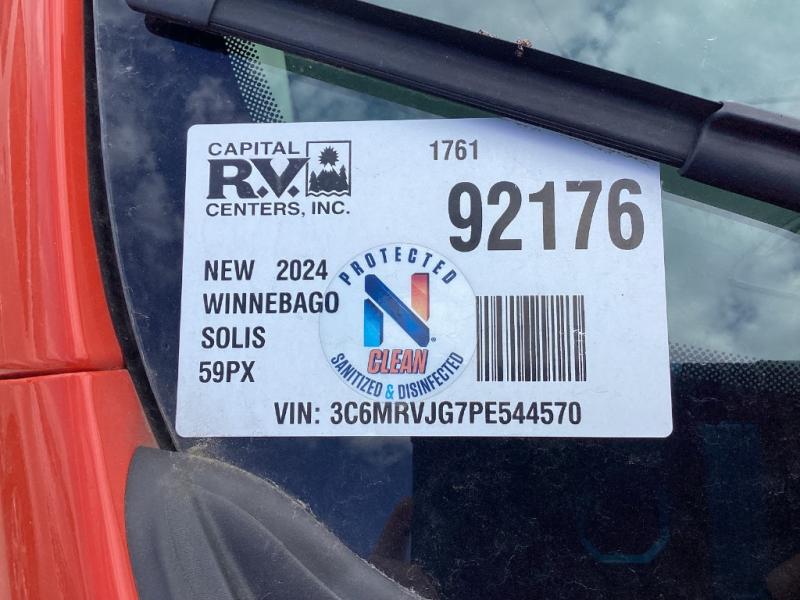 CAPITAL
R.V.
CENTERS, INC.
1761
92176
NEW 2024
WINNEBAGO
SOLIS
59PX
PROTECTED
N
CLEAN
SANITIZED & DISINFECTED
VIN: 3C6MRVJG7PE544570